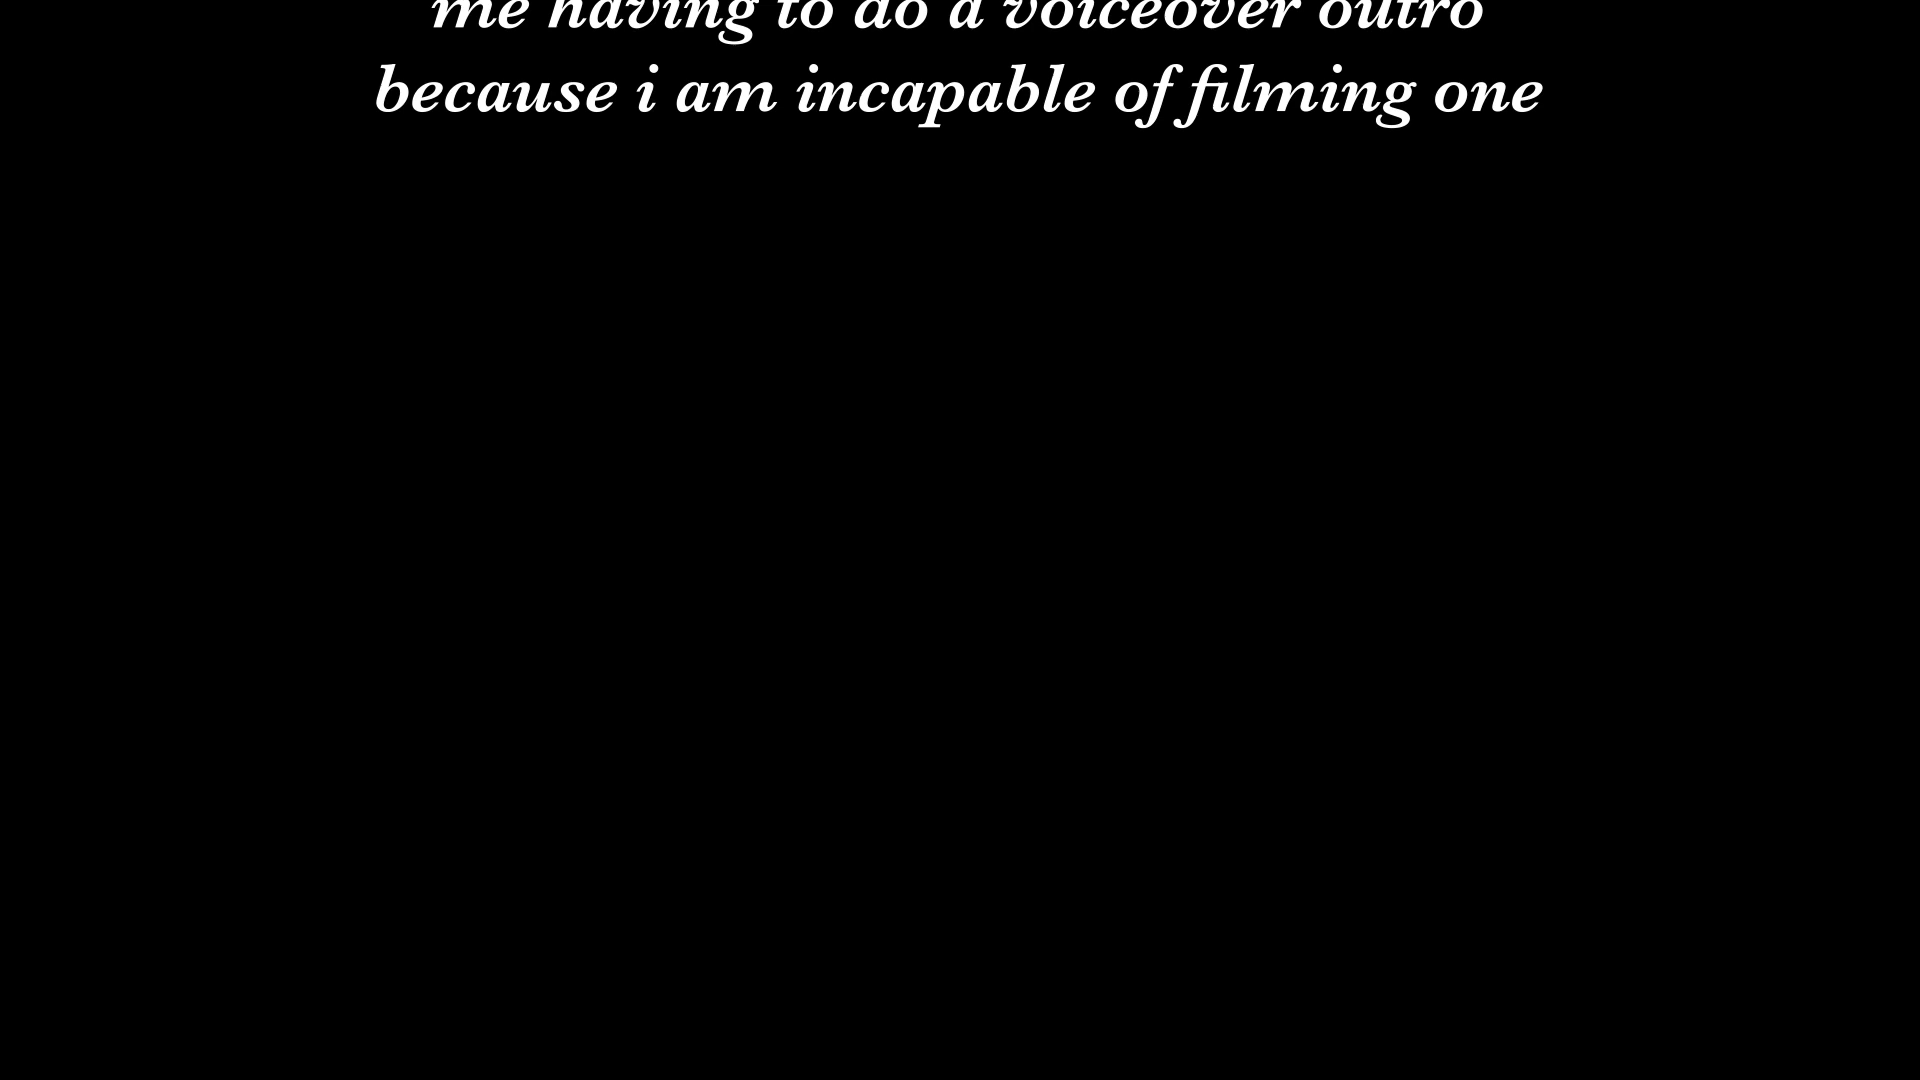 me having to do a voiceover outro
because i am incapable of filming one